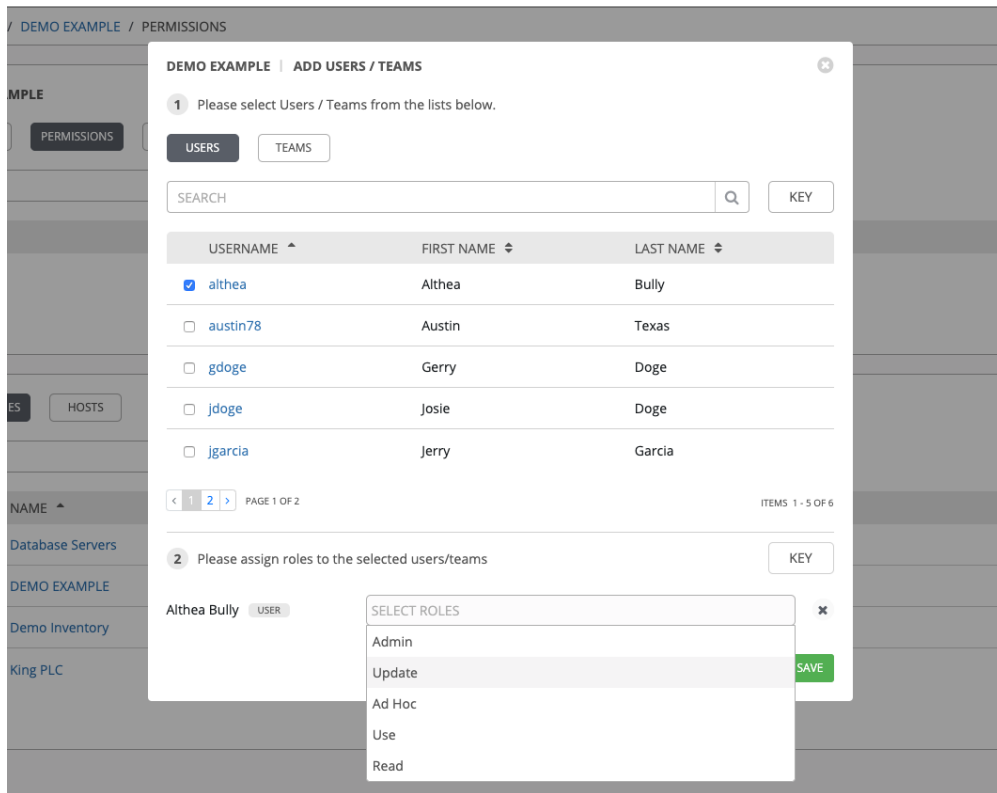 / DEMO EXAMPLE / PERMISSIONS
DEMO EXAMPLE | ADD USERS / TEAMS
MPLE
1 Please select Users / Teams from the lists below.
PERMISSIONS
USERS TEAMS
SEARCH KEY
USERNAME FIRST NAME LAST NAME
althea Althea Bully
austin78 Austin Texas
gdoge Gerry Doge
ES HOSTS
jdoge Josie Doge
jgarcia Jerry Garcia
< 1 2 > PAGE 1 OF 2 ITEMS 1 - 5 OF 6
NAME
Database Servers
2 Please assign roles to the selected users/teams KEY
DEMO EXAMPLE
Althea Bully USER SELECT ROLES
Demo Inventory
Admin
King PLC
Update SAVE
Ad Hoc
Use
Read